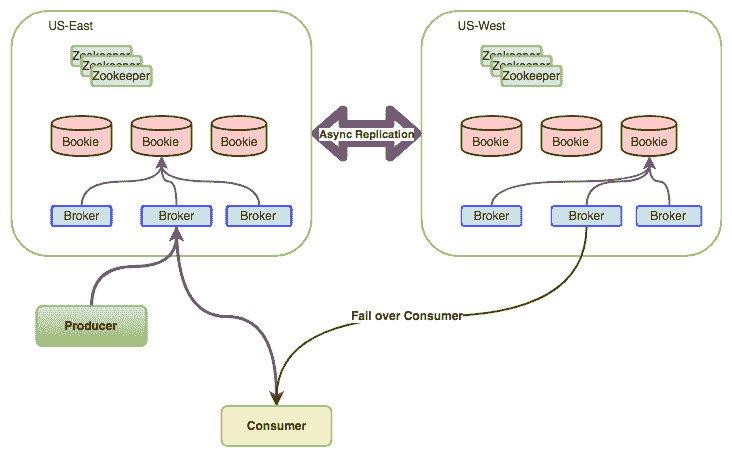 US-East
US-West
Zookeeper
Zookeeper
Zookeeper
Zookeeper
Zookeeper
Zookeeper
Bookie
Bookie
Bookie
Async Replication
Bookie
Bookie
Bookie
Broker
Broker
Broker
Broker
Broker
Broker
Producer
Fail over Consumer
Consumer